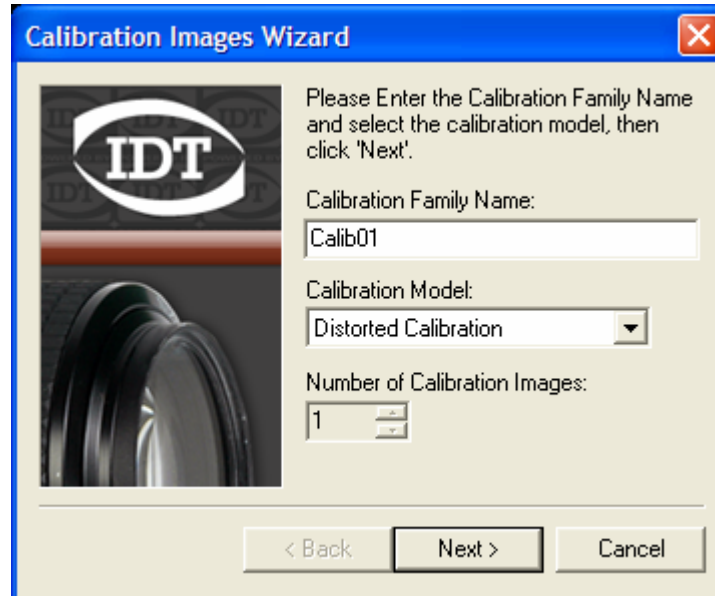 Calibration Images Wizard
IDT
Please Enter the Calibration Family Name
and select the calibration model, then
click 'Next'.
Calibration Family Name:
Calib01
Calibration Model:
Distorted Calibration
Number of Calibration Images:
1
< Back
Next >
Cancel